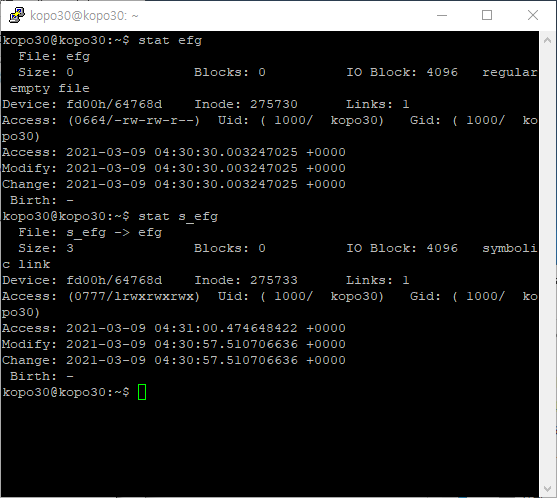 kopo30@kopo30: ~
kopo30@kopo30:~$ stat efg
  File: efg
  Size: 0               Blocks: 0          IO Block: 4096   regular
 empty file
Device: fd00h/64768d    Inode: 275730      Links: 1
Access: (0664/-rw-rw-r--)  Uid: ( 1000/  kopo30)   Gid: ( 1000/  ko
po30)
Access: 2021-03-09 04:30:30.003247025 +0000
Modify: 2021-03-09 04:30:30.003247025 +0000
Change: 2021-03-09 04:30:30.003247025 +0000
 Birth: -
kopo30@kopo30:~$ stat s_efg
  File: s_efg -> efg
  Size: 3               Blocks: 0          IO Block: 4096   symboli
c link
Device: fd00h/64768d    Inode: 275733      Links: 1
Access: (0777/lrwxrwxrwx)  Uid: ( 1000/  kopo30)   Gid: ( 1000/  ko
po30)
Access: 2021-03-09 04:31:00.474648422 +0000
Modify: 2021-03-09 04:30:57.510706636 +0000
Change: 2021-03-09 04:30:57.510706636 +0000
 Birth: -
kopo30@kopo30:~$